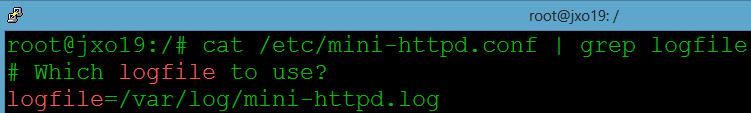 root@jxo19: /
root@jxo19:/# cat /etc/mini-httpd.conf | grep logfile
# Which logfile to use?
logfile=/var/log/mini-httpd.log